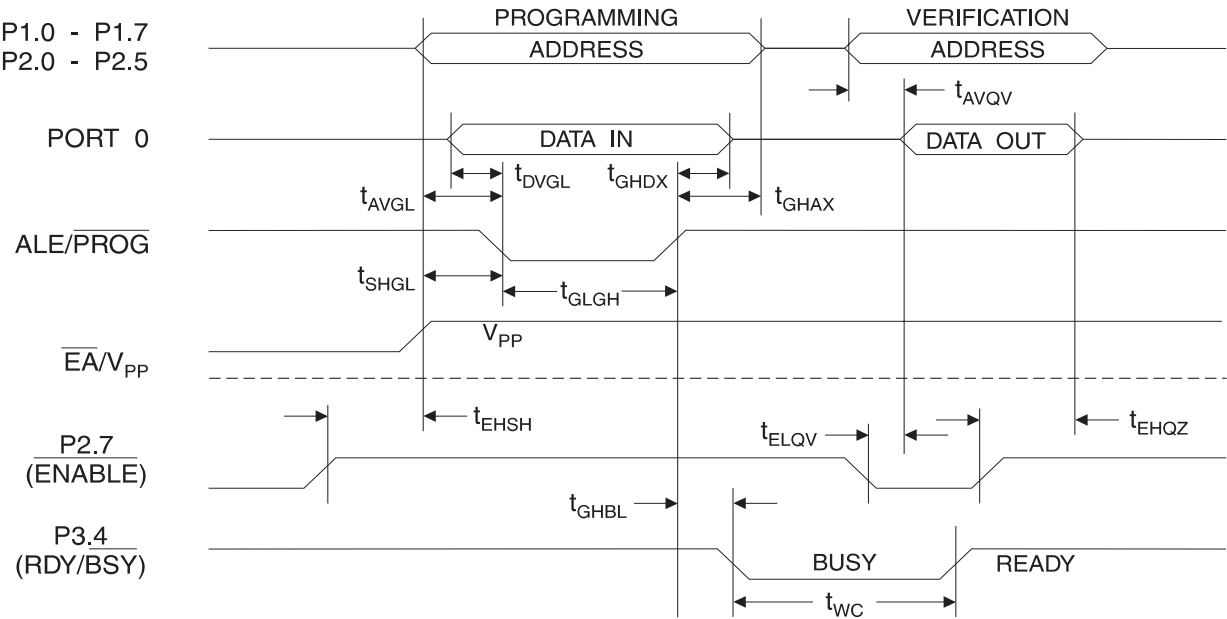 PROGRAMMING VERIFICATION
P1.0 - P1.7
P2.0 - P2.5
ADDRESS ADDRESS
tAVQV
PORT 0 DATA IN DATA OUT
tDVGL tGHDX
tAVGL tGHAX
ALE/PROG
tSHGL tGLGH
VPP
EA/VPP
tEHSH tELQV tEHQZ
P2.7
(ENABLE)
tGHBL
P3.4
(RDY/BSY) BUSY READY
tWC